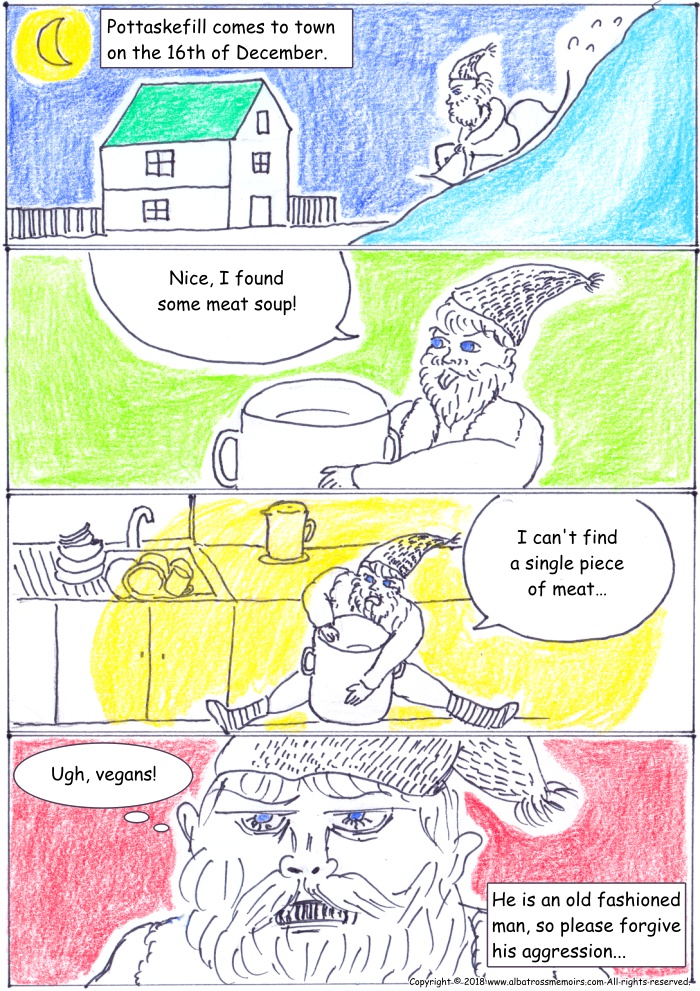 Pottaskefill comes to town
on the 16th of December.
Nice, I found
some meat soup!
I can't find
a single piece
of meat...
Ugh, vegans!
He is an old fashioned
man, so please forgive
his aggression...
Copyright © 2018 www.albatrossmemoirs.com-All-rights-reserved.